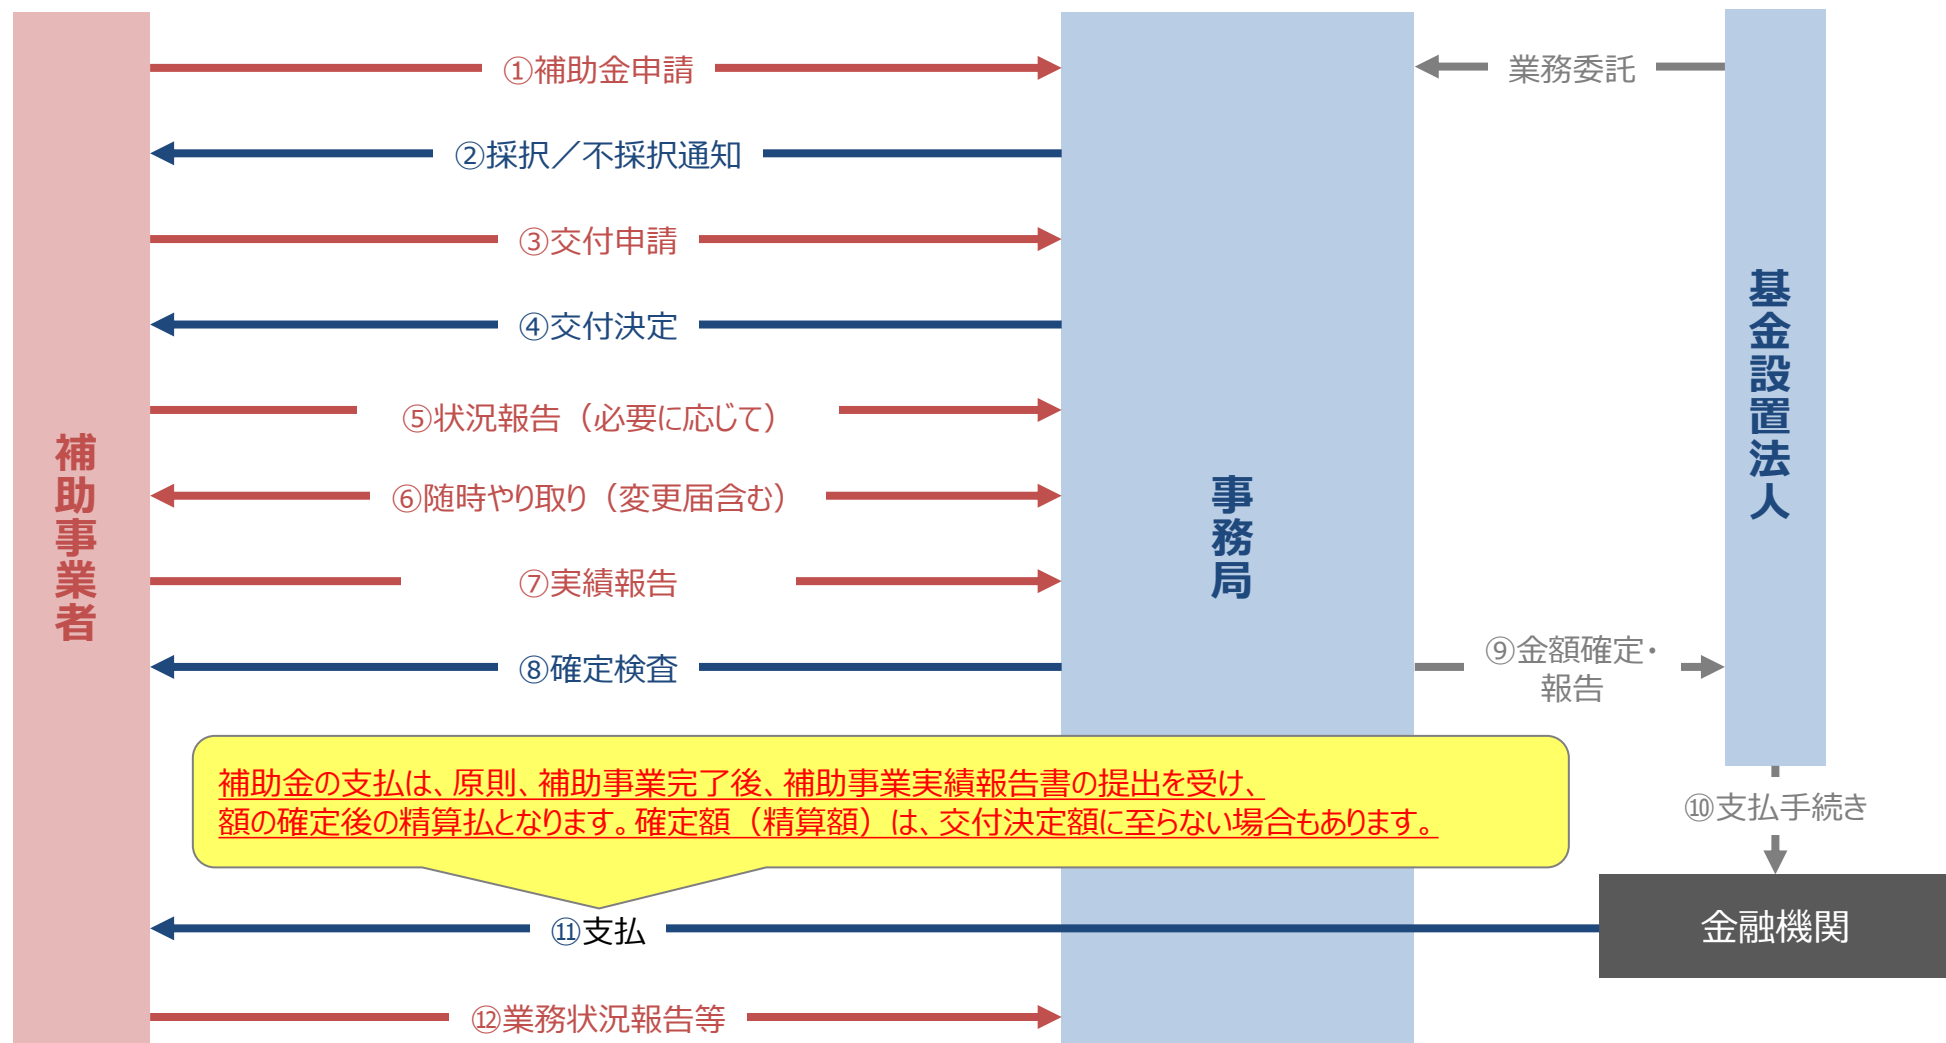 ①補助金申請
業務委託
②採択／不採択通知
③交付申請
④交付決定
⑤状況報告（必要に応じて）
⑥随時やり取り（変更届含む）
⑦実績報告
⑧確定検査
⑨金額確定・
報告
補助事業者
事務局
基金設置法人
補助金の支払は、原則、補助事業完了後、補助事業実績報告書の提出を受け、
額の確定後の精算払となります。確定額（精算額）は、交付決定額に至らない場合もあります。
⑩支払手続き
⑪支払
金融機関
⑫業務状況報告等